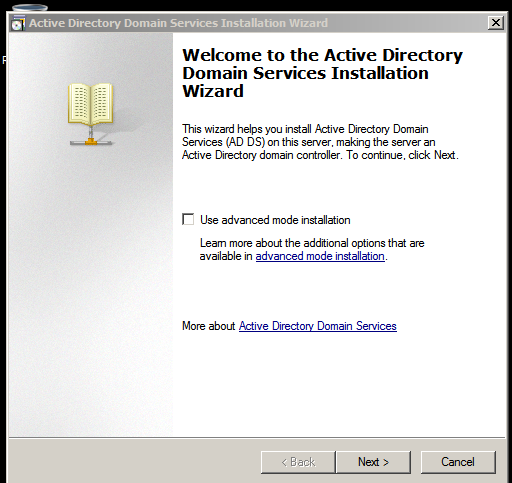 Active Directory Domain Services Installation Wizard
Welcome to the Active Directory
Domain Services Installation
Wizard
This wizard helps you install Active Directory Domain
Services (AD DS) on this server, making the server an
Active Directory domain controller. To continue, click Next.
Use advanced mode installation
Learn more about the additional options that are
available in advanced mode installation.
More about Active Directory Domain Services
< Back
Next >
Cancel